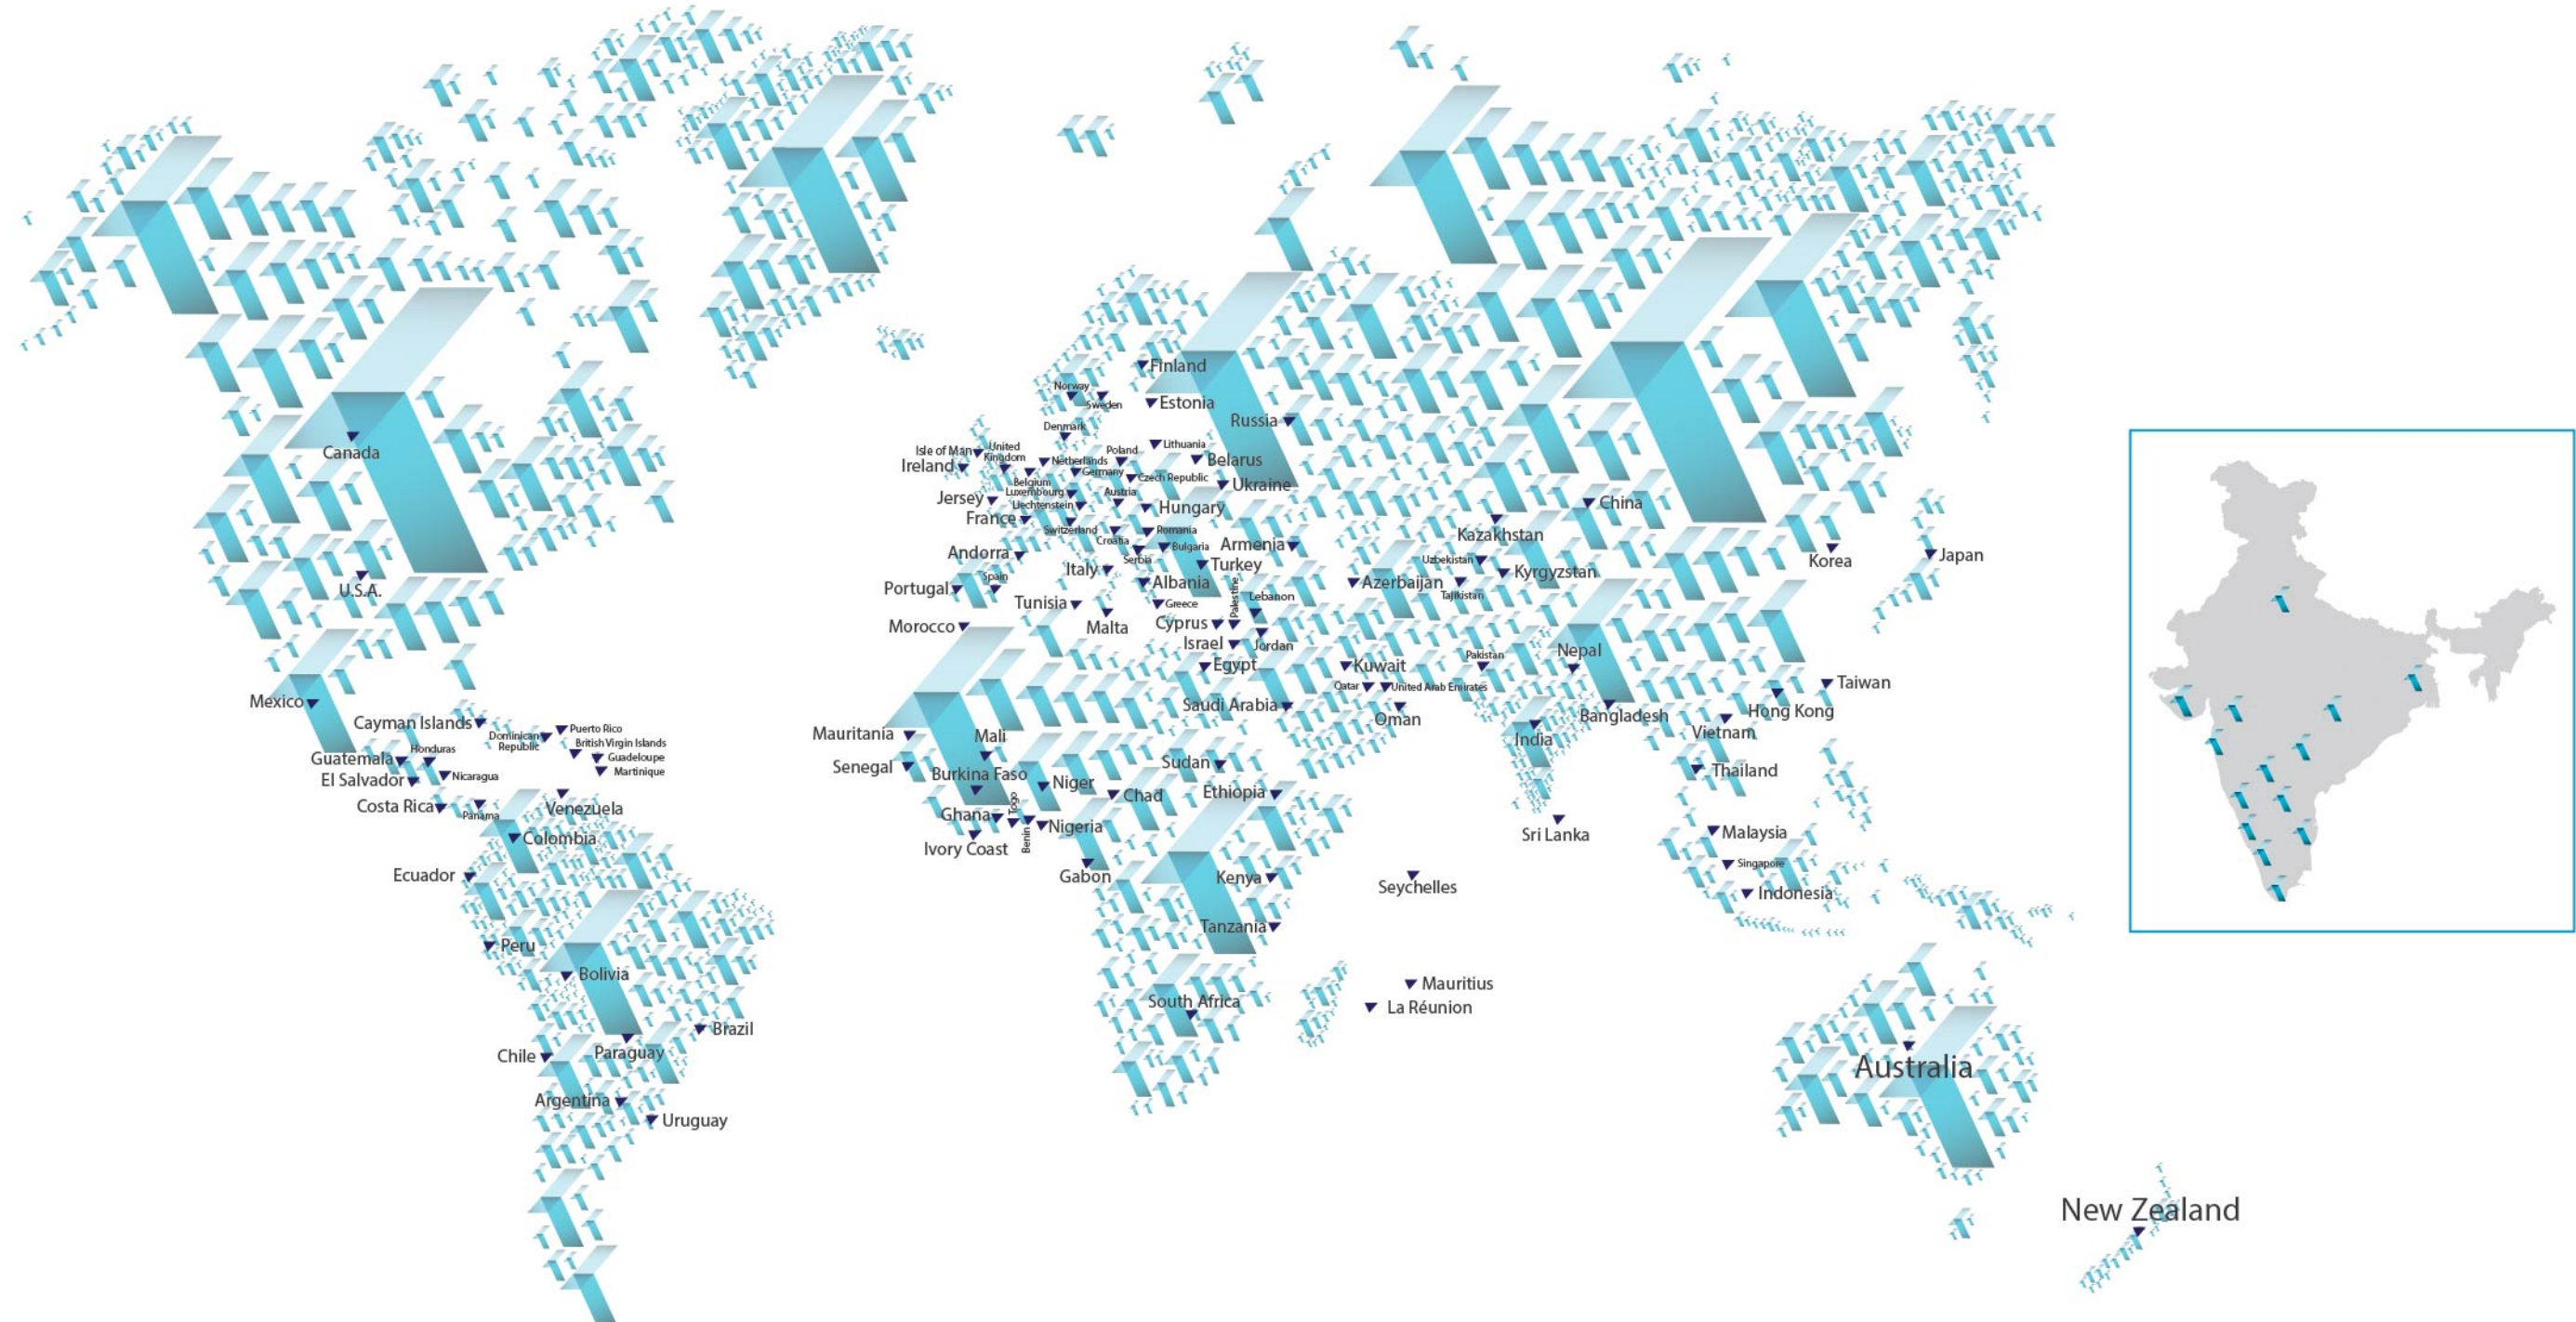 Finland
Norway
Sweden
Estonia
Russia
Denmark
Lithuania
Isle of Man
United
Kingdom
Ireland
Netherlands
Poland
Belarus
Germany
Czech Republic
Belgium
Luxembourg
Austria
Ukraine
Jersey
Liechtenstein
Hungary
France
Switzerland
Romania
Croatia
Bulgaria
Armenia
Andorra
Serbia
Turkey
Italy
Albania
Portugal
Spain
Tunisia
Greece
Palestine
Lebanon
Morocco
Malta
Cyprus
Israel
Jordan
Egypt
Canada
U.S.A.
Mexico
Cayman Islands
Dominican
Republic
Puerto Rico
British Virgin Islands
Guadeloupe
Martinique
Guatemala
Honduras
El Salvador
Nicaragua
Costa Rica
Panama
Venezuela
Colombia
Ecuador
Peru
Bolivia
Brazil
Chile
Paraguay
Argentina
Uruguay
China
Kazakhstan
Uzbekistan
Kyrgyzstan
Azerbaijan
Tajikistan
Korea
Japan
Kuwait
Pakistan
Nepal
Qatar
United Arab Emirates
Saudi Arabia
Oman
Bangladesh
Taiwan
Hong Kong
India
Vietnam
Thailand
Sri Lanka
Malaysia
Singapore
Indonesia
Mauritania
Mali
Senegal
Burkina Faso
Niger
Sudan
Chad
Ethiopia
Ghana
Togo
Benin
Nigeria
Ivory Coast
Gabon
Kenya
Seychelles
Tanzania
Mauritius
La Réunion
South Africa
Australia
New Zealand